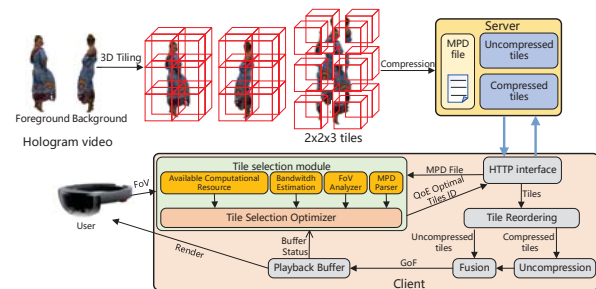 3D Tiling
Foreground Background
Hologram video
2x2x3 tiles
Compression
Server
MPD
file
Uncompressed
tiles
Compressed
tiles
Tile selection module
Available Computational
Resource
Bandwitdh
Estimation
FoV
Analyzer
MPD
Parser
Tile Selection Optimizer
FoV
User
Render
MPD File
QoE Optimal
Tiles ID
HTTP interface
Tiles
Tile Reordering
Uncompressed
tiles
Compressed
tiles
Buffer
Status
Playback Buffer
GoF
Fusion
Uncompression
Client